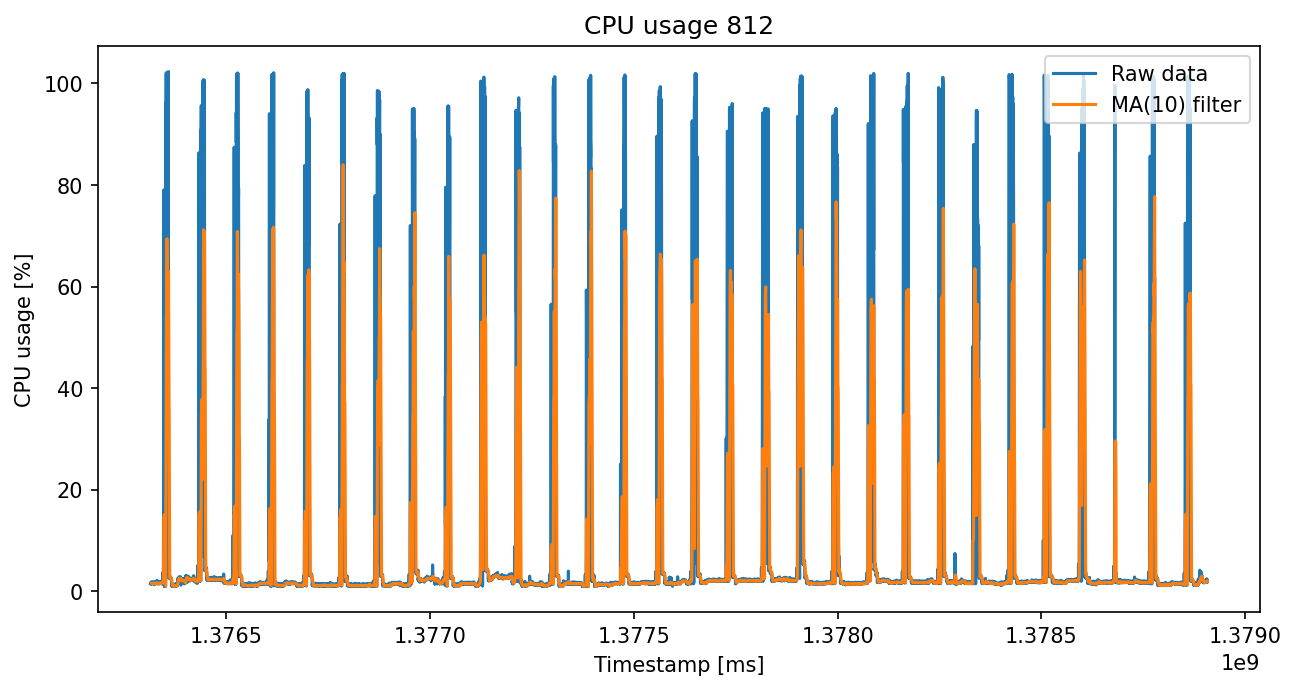 CPU usage 812
Raw data
MA(10) filter
CPU usage [%]
100
80
60
40
20
0
1.3765 1.3770 1.3775 1.3780 1.3785 1.3790
Timestamp [ms] 1e9